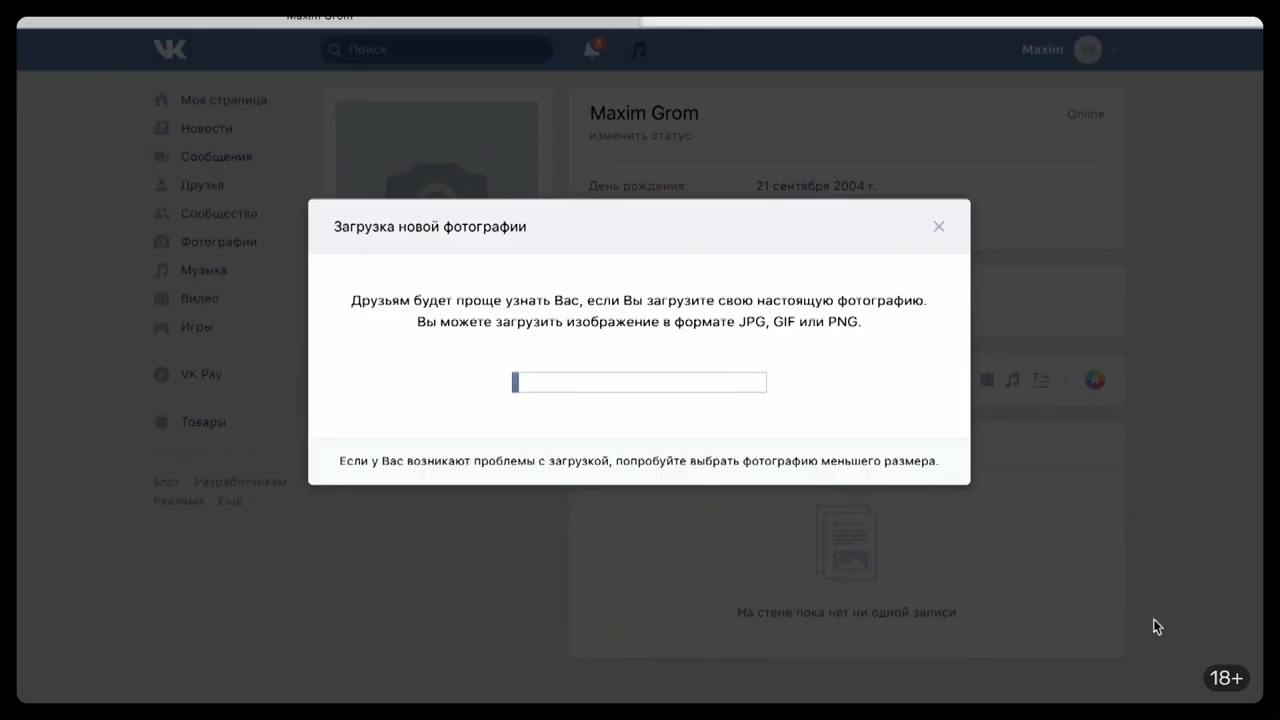 Maxim Grom
VK
Поиск
3
Maxim
Моя страница
Новости
Сообщения
Друзья
Сообщества
Фотографии
Музыка
Видео
Игры
VK Pay
Товары
Блог Разработчикам
Реклама Ещё
Maxim Grom
Online
изменить статус
День рождения: 21 сентября 2004 г.
Загрузка новой фотографии
Друзьям будет проще узнать Вас, если Вы загрузите свою настоящую фотографию.
Вы можете загрузить изображение в формате JPG, GIF или PNG.
Если у Вас возникают проблемы с загрузкой, попробуйте выбрать фотографию меньшего размера.
На стене пока нет ни одной записи
18+